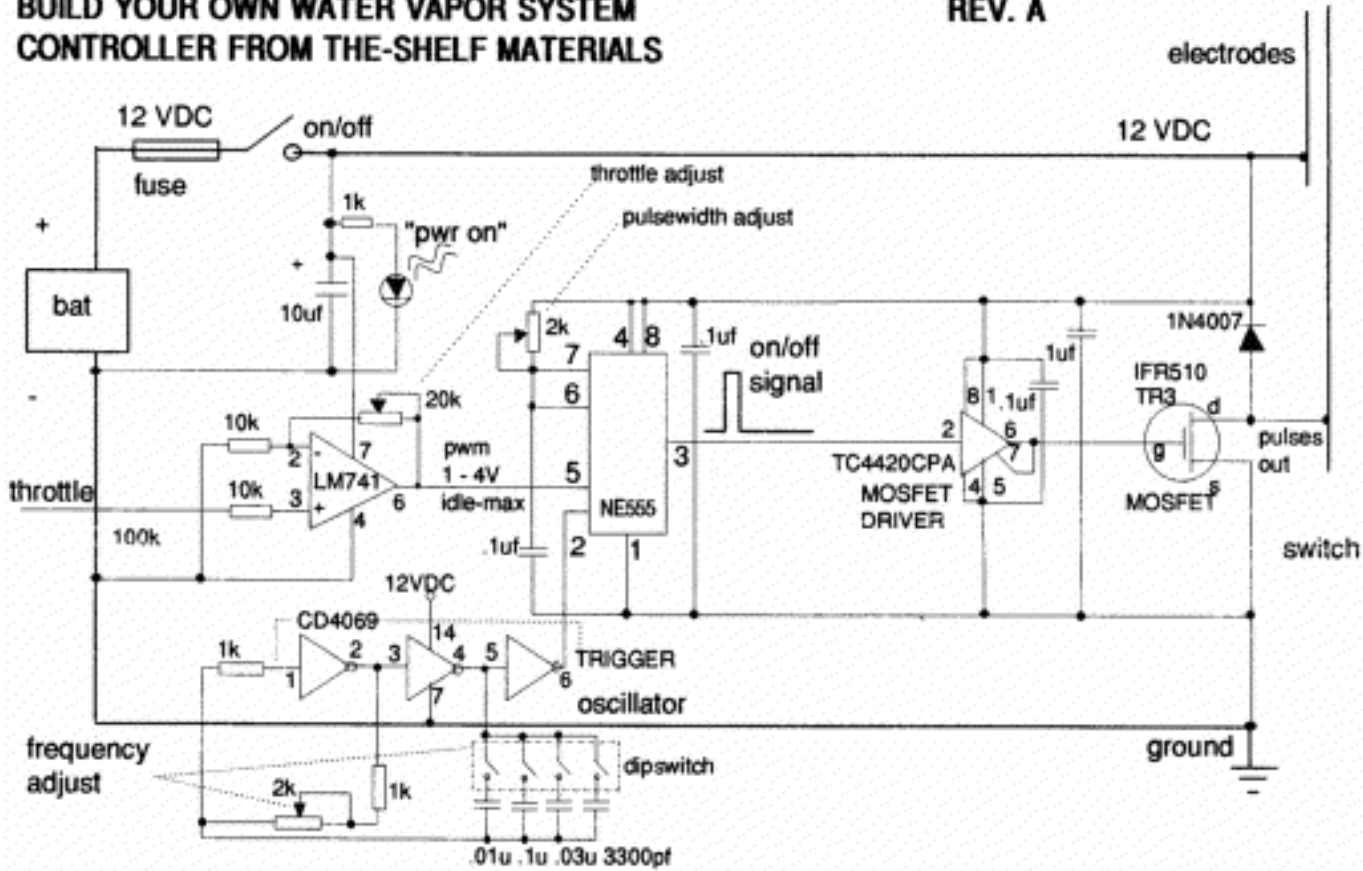 BUILD YOUR OWN WATER VAPOR SYSTEM
CONTROLLER FROM THE-SHELF MATERIALS
REV. A
electrodes
12 VDC
on/off
fuse
12 VDC
throttle adjust
pulsewidth adjust
1k
"pwr on"
+
+
bat
10uf
-
20k
10k
2
-
7
LM741
throttle
10k
3
+
6
4
100k
pwm
1 - 4V
idle-max
2k
7
6
5
2
4
8
3
1
NE555
.1uf
.1uf
on/off
signal
2
8
1
.1uf
6
7
4
5
TC4420CPA
MOSFET
DRIVER
1uf
1N4007
IFR510
TR3
d
g
s
MOSFET
pulses
out
switch
12VDC
CD4069
14
1k
1
2
3
4
7
5
6
TRIGGER
oscillator
frequency
adjust
2k
1k
dipswitch
.01u .1u .03u 3300pf
ground